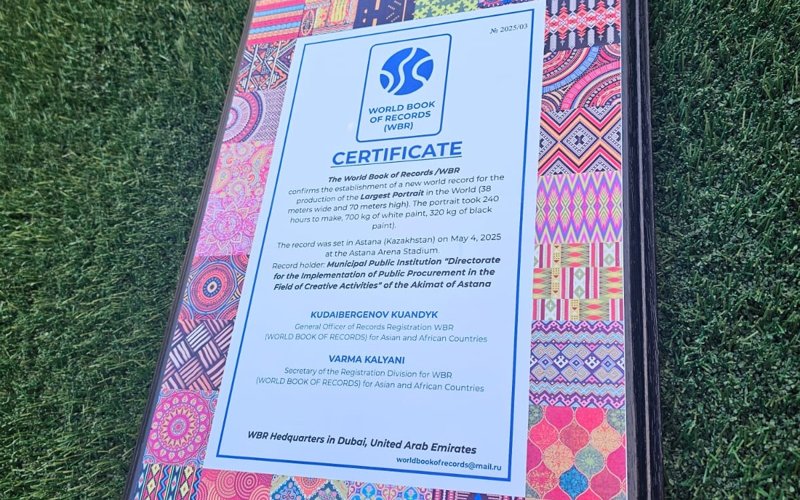 № 2025/03
WORLD BOOK
OF RECORDS
(WBR)
CERTIFICATE
The World Book of Records /WBR
confirms the establishment of a new world record for the
production of the Largest Portrait in the World (38
meters wide and 70 meters high). The portrait took 240
hours to make, 700 kg of white paint, 320 kg of black
paint).
The record was set in Astana (Kazakhstan) on May 4, 2025
at the Astana Arena Stadium.
Record holder: Municipal Public Institution "Directorate
for the Implementation of Public Procurement in the
Field of Creative Activities" of the Akimat of Astana
KUDAIBERGENOV KUANDYK
General Officer of Records Registration WBR
(WORLD BOOK OF RECORDS) for Asian and African Countries
VARMA KALYANI
Secretary of the Registration Division for WBR
(WORLD BOOK OF RECORDS) for Asian and African Countries
WBR Hedquarters in Dubai, United Arab Emirates
worldbookofrecords@mail.ru